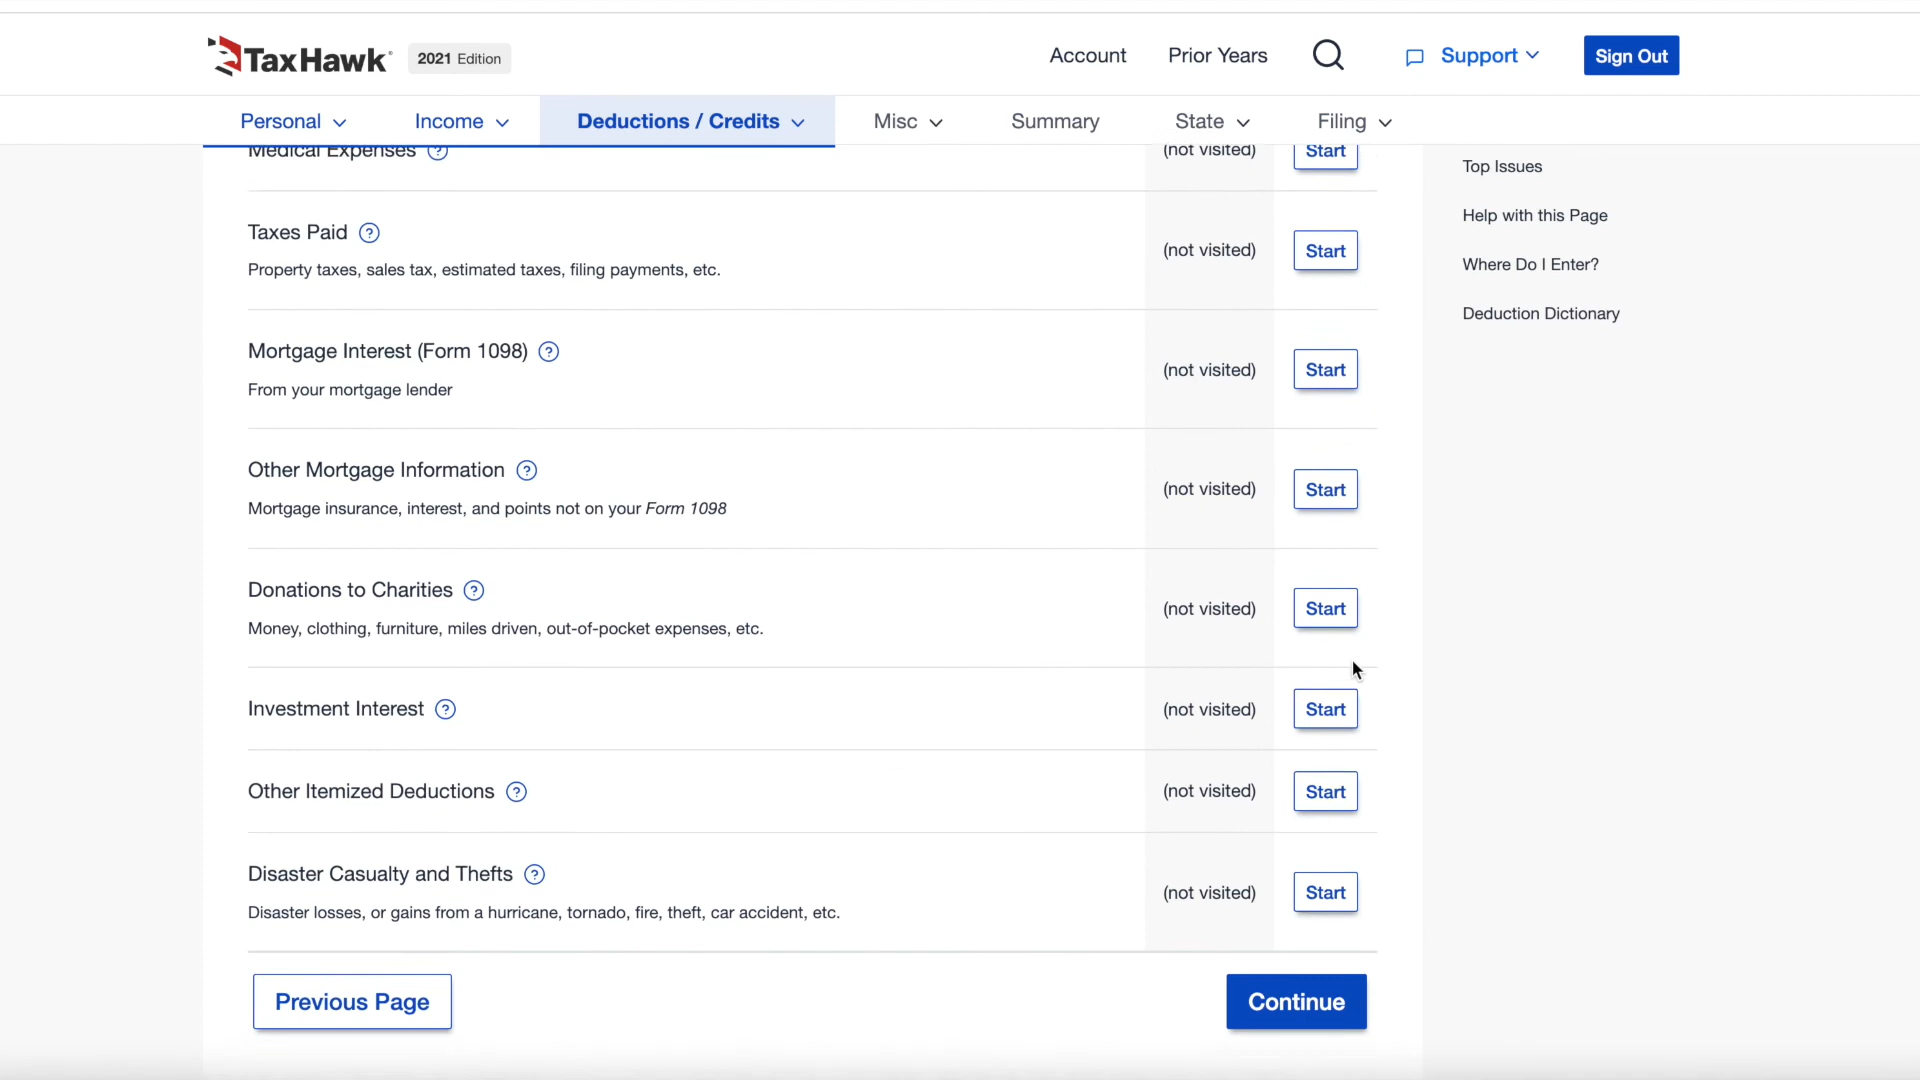 TaxHawk
2021 Edition
Account
Prior Years
Support
Sign Out
Personal
Income
Deductions / Credits
Misc
Summary
State
Filing
Medical Expenses ?
(not visited)
Start
Taxes Paid ?
Property taxes, sales tax, estimated taxes, filing payments, etc.
(not visited)
Start
Mortgage Interest (Form 1098) ?
From your mortgage lender
(not visited)
Start
Other Mortgage Information ?
Mortgage insurance, interest, and points not on your Form 1098
(not visited)
Start
Donations to Charities ?
Money, clothing, furniture, miles driven, out-of-pocket expenses, etc.
(not visited)
Start
Investment Interest ?
(not visited)
Start
Other Itemized Deductions ?
(not visited)
Start
Disaster Casualty and Thefts ?
Disaster losses, or gains from a hurricane, tornado, fire, theft, car accident, etc.
(not visited)
Start
Previous Page
Continue
Top Issues
Help with this Page
Where Do I Enter?
Deduction Dictionary